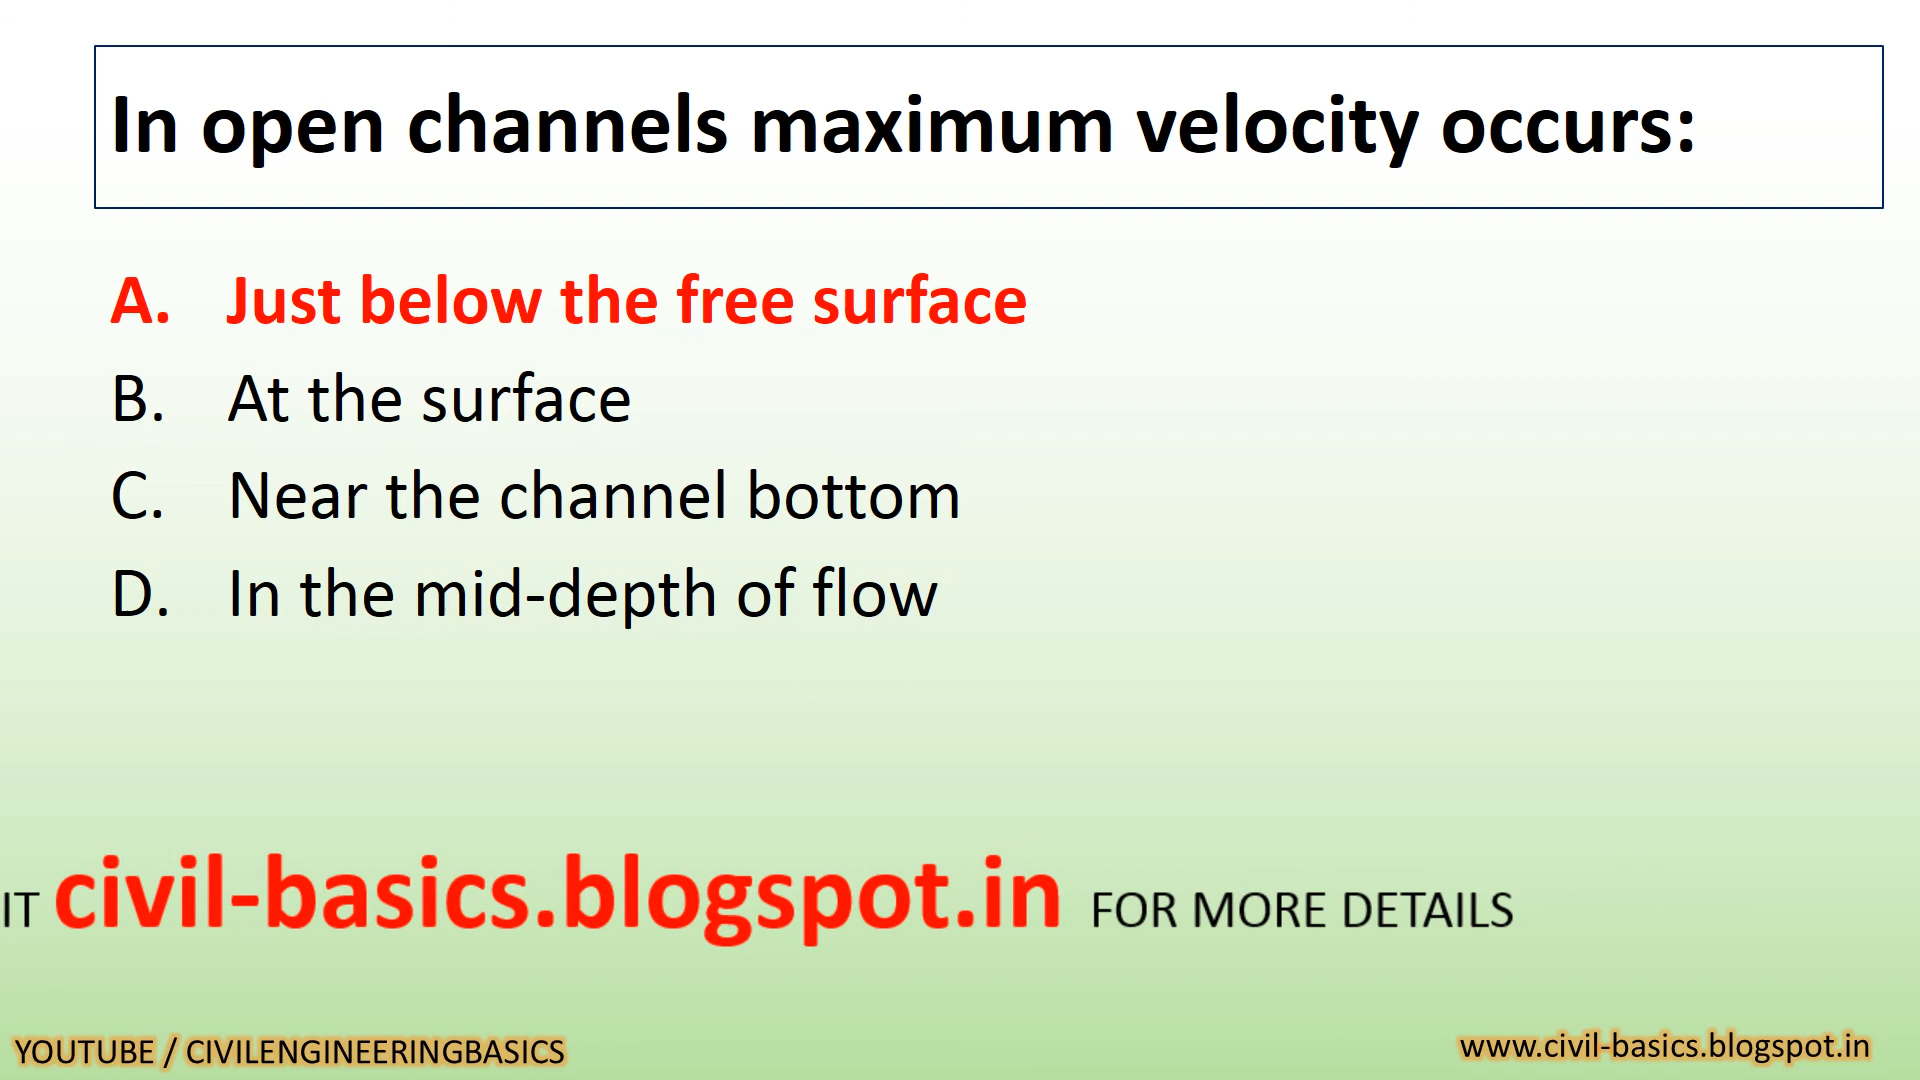 In open channels maximum velocity occurs:
A. Just below the free surface
B. At the surface
C. Near the channel bottom
D. In the mid-depth of flow
IT civil-basics.blogspot.in FOR MORE DETAILS
YOUTUBE / CIVILENGINEERINGBASICS
www.civil-basics.blogspot.in